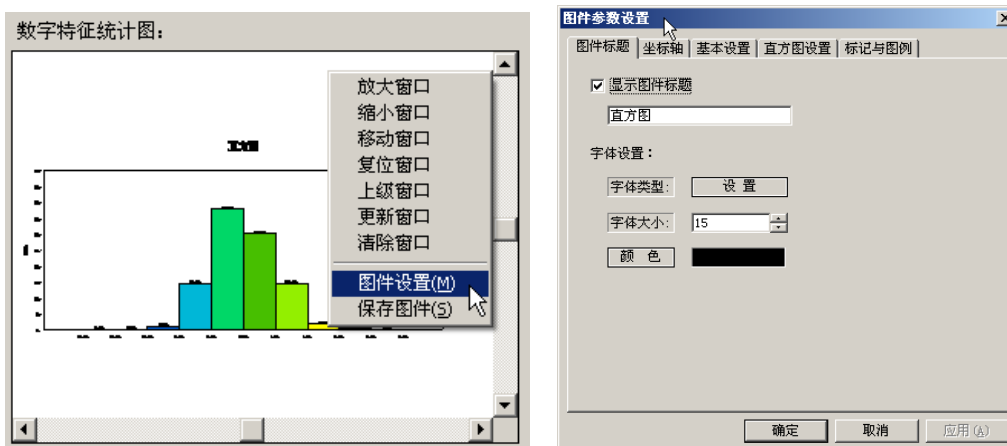 数字特征统计图：
放大窗口
缩小窗口
移动窗口
复位窗口
上级窗口
更新窗口
清除窗口
图件设置(M)
保存图件(S)
图件参数设置
图件标题 坐标轴 基本设置 直方图设置 标记与图例
显示图件标题
直方图
字体设置：
字体类型: 设 置
字体大小: 15
颜 色
确定 取消 应用(A)